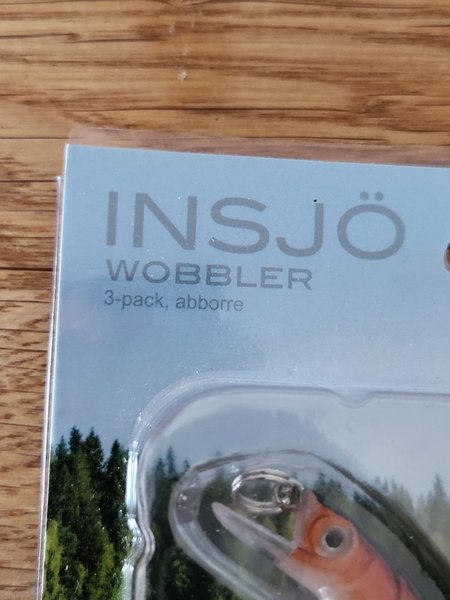 INSJÖ
WOBBLER
3-pack, abborre